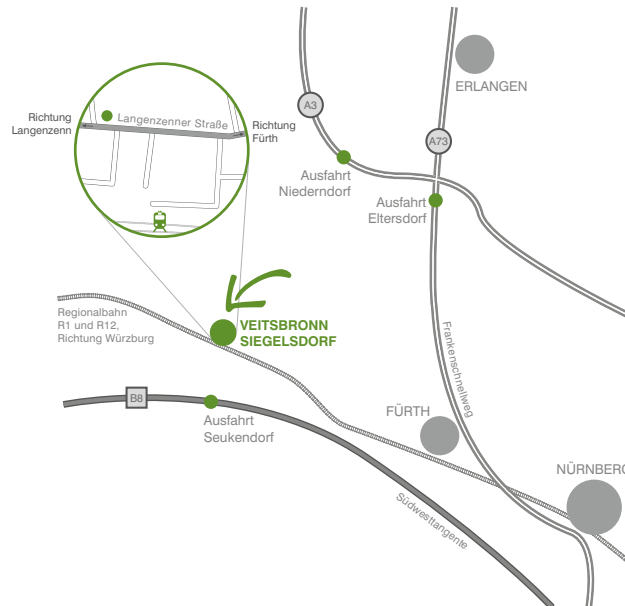 ERLANGEN
A3
Richtung
Langenzenn
Langenzenner Straße
Richtung
Fürth
A73
Ausfahrt
Niederndorf
Ausfahrt
Eltersdorf
Regionalbahn
R1 und R12,
Richtung Würzburg
VEITSBRONN
SIEGELSDORF
Frankenschnellweg
B8
Ausfahrt
Seukendorf
FÜRTH
NÜRNBERG
Südwesttangente